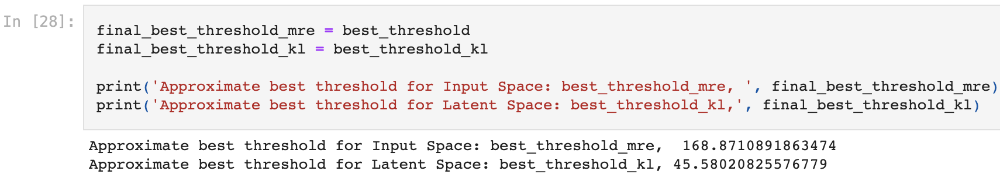 In [28]:
final_best_threshold_mre = best_threshold
final_best_threshold_kl = best_threshold_kl
print('Approximate best threshold for Input Space: best_threshold_mre, ', final_best_threshold_mre)
print('Approximate best threshold for Latent Space: best_threshold_kl,', final_best_threshold_kl)
Approximate best threshold for Input Space: best_threshold_mre,  168.8710891863474
Approximate best threshold for Latent Space: best_threshold_kl, 45.58020825576779